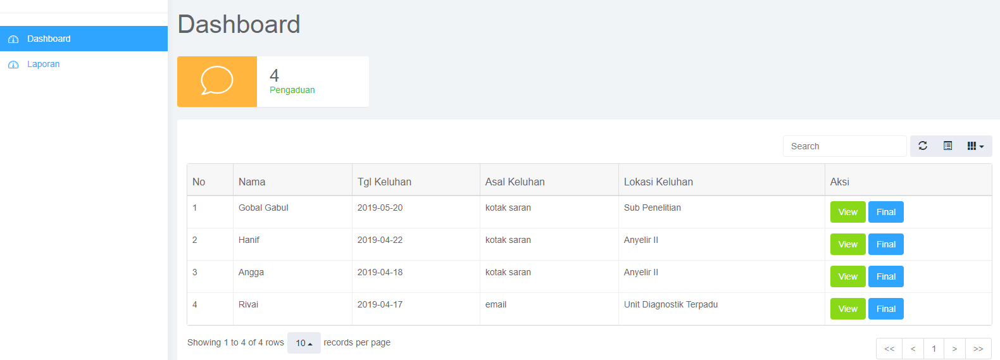 Dashboard
Laporan
Dashboard
4
Pengaduan
Search
No Nama Tgl Keluhan Asal Keluhan Lokasi Keluhan Aksi
1 Gobal Gabul 2019-05-20 kotak saran Sub Penelitian View Final
2 Hanif 2019-04-22 kotak saran Anyelir II View Final
3 Angga 2019-04-18 kotak saran Anyelir II View Final
4 Rivai 2019-04-17 email Unit Diagnostik Terpadu View Final
Showing 1 to 4 of 4 rows 10 records per page
<< < 1 > >>